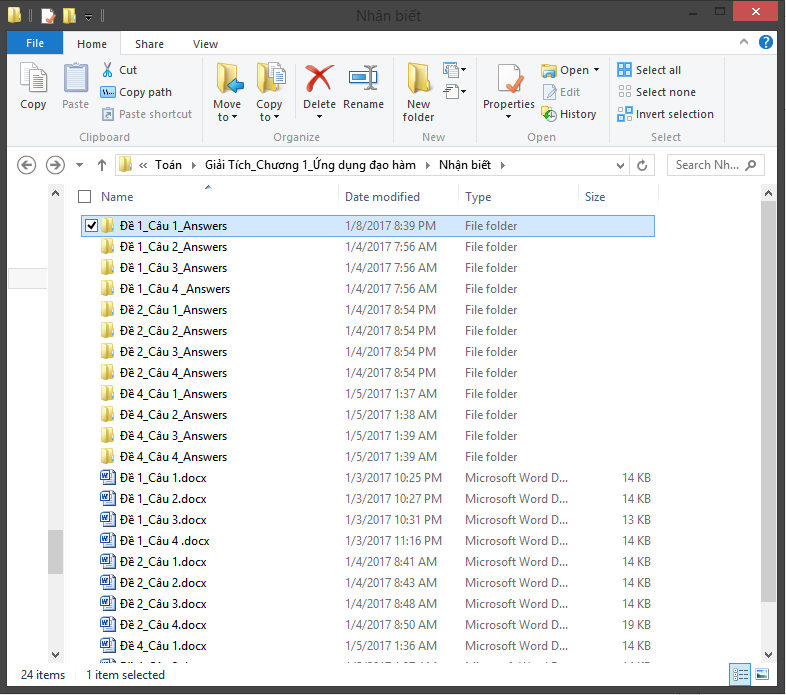 Nhận biết
File Home Share View
Copy
Paste
Cut
Copy path
Paste shortcut
Clipboard
Move to
Copy to
Delete
Rename
Organize
New folder
New
Properties
Open
Edit
History
Open
Select all
Select none
Invert selection
Select
« Toán Giải Tích_Chương 1_Ứng dụng đạo hàm Nhận biết
Search Nh...
Name Date modified Type Size
Đề 1_Câu 1_Answers 1/8/2017 8:39 PM File folder
Đề 1_Câu 2_Answers 1/4/2017 7:56 AM File folder
Đề 1_Câu 3_Answers 1/4/2017 7:56 AM File folder
Đề 1_Câu 4 _Answers 1/4/2017 7:56 AM File folder
Đề 2_Câu 1_Answers 1/4/2017 8:54 PM File folder
Đề 2_Câu 2_Answers 1/4/2017 8:54 PM File folder
Đề 2_Câu 3_Answers 1/4/2017 8:54 PM File folder
Đề 2_Câu 4_Answers 1/4/2017 8:54 PM File folder
Đề 4_Câu 1_Answers 1/5/2017 1:37 AM File folder
Đề 4_Câu 2_Answers 1/5/2017 1:38 AM File folder
Đề 4_Câu 3_Answers 1/5/2017 1:39 AM File folder
Đề 4_Câu 4_Answers 1/5/2017 1:39 AM File folder
Đề 1_Câu 1.docx 1/3/2017 10:25 PM Microsoft Word D... 14 KB
Đề 1_Câu 2.docx 1/3/2017 10:27 PM Microsoft Word D... 14 KB
Đề 1_Câu 3.docx 1/3/2017 10:31 PM Microsoft Word D... 13 KB
Đề 1_Câu 4 .docx 1/3/2017 11:16 PM Microsoft Word D... 14 KB
Đề 2_Câu 1.docx 1/4/2017 8:41 AM Microsoft Word D... 14 KB
Đề 2_Câu 2.docx 1/4/2017 8:43 AM Microsoft Word D... 14 KB
Đề 2_Câu 3.docx 1/4/2017 8:48 AM Microsoft Word D... 14 KB
Đề 2_Câu 4.docx 1/4/2017 8:50 AM Microsoft Word D... 19 KB
Đề 4_Câu 1.docx 1/5/2017 1:36 AM Microsoft Word D... 14 KB
24 items 1 item selected